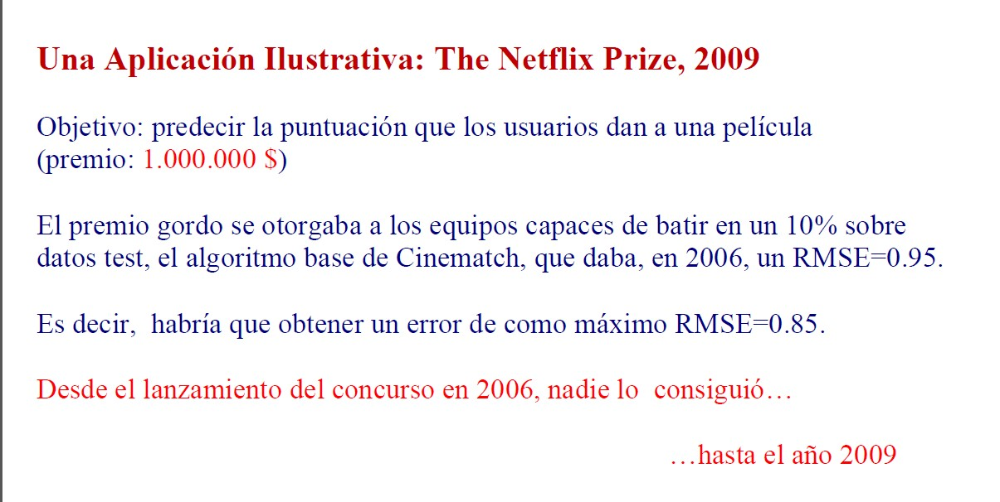 Una Aplicación Ilustrativa: The Netflix Prize, 2009
Objetivo: predecir la puntuación que los usuarios dan a una película
(premio: 1.000.000 $)
El premio gordo se otorgaba a los equipos capaces de batir en un 10% sobre
datos test, el algoritmo base de Cinematch, que daba, en 2006, un RMSE=0.95.
Es decir, habría que obtener un error de como máximo RMSE=0.85.
Desde el lanzamiento del concurso en 2006, nadie lo consiguió…
…hasta el año 2009